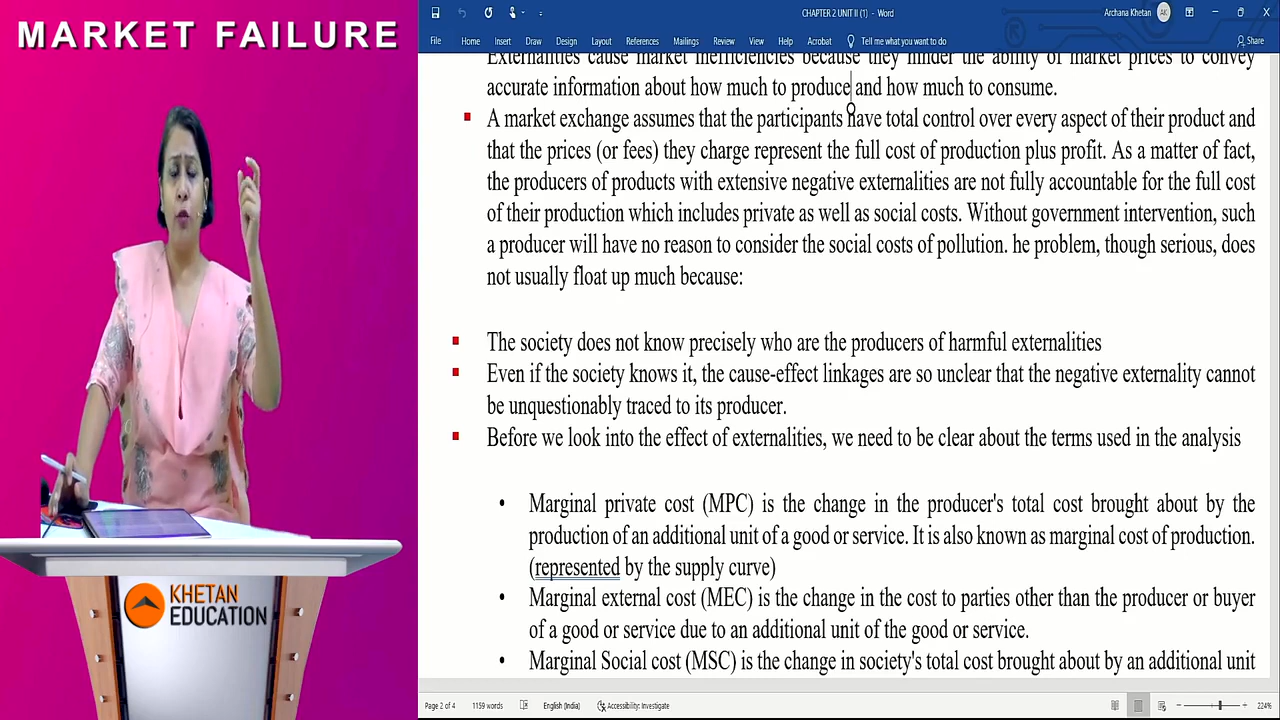 MARKET FAILURE
CHAPTER 2 UNIT II (1) - Word
Archana Khetan
AK
File Home Insert Draw Design Layout References Mailings Review View Help Acrobat Tell me what you want to do
Share
Externalities cause market inefficiencies because they hinder the ability of market prices to convey
accurate information about how much to produce and how much to consume.
A market exchange assumes that the participants have total control over every aspect of their product and
that the prices (or fees) they charge represent the full cost of production plus profit. As a matter of fact,
the producers of products with extensive negative externalities are not fully accountable for the full cost
of their production which includes private as well as social costs. Without government intervention, such
a producer will have no reason to consider the social costs of pollution. he problem, though serious, does
not usually float up much because:
The society does not know precisely who are the producers of harmful externalities
Even if the society knows it, the cause-effect linkages are so unclear that the negative externality cannot
be unquestionably traced to its producer.
Before we look into the effect of externalities, we need to be clear about the terms used in the analysis
• Marginal private cost (MPC) is the change in the producer's total cost brought about by the
production of an additional unit of a good or service. It is also known as marginal cost of production.
(represented by the supply curve)
• Marginal external cost (MEC) is the change in the cost to parties other than the producer or buyer
of a good or service due to an additional unit of the good or service.
• Marginal Social cost (MSC) is the change in society's total cost brought about by an additional unit
KHETAN
EDUCATION
Page 2 of 4 1159 words English (India) Accessibility: Investigate
224%